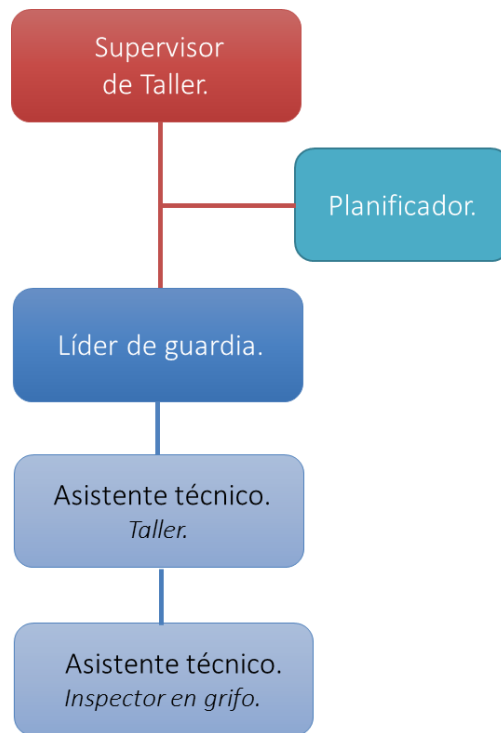 Supervisor
de Taller.
Planificador.
Líder de guardia.
Asistente técnico.
Taller.
Asistente técnico.
Inspector en grifo.